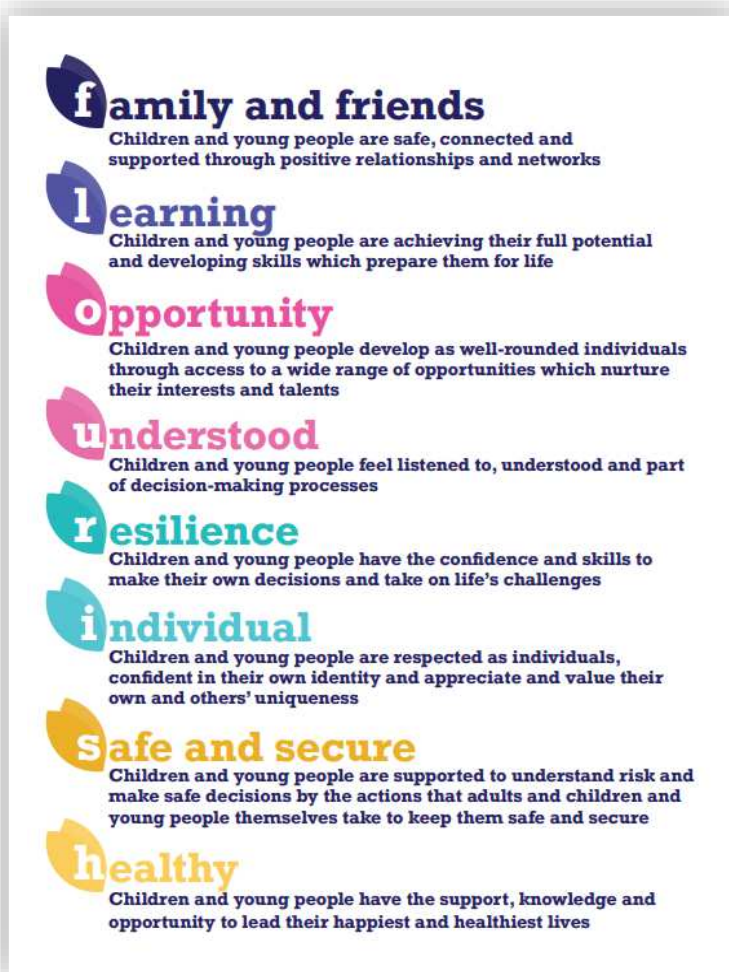 family and friends
Children and young people are safe, connected and
supported through positive relationships and networks
learning
Children and young people are achieving their full potential
and developing skills which prepare them for life
opportunity
Children and young people develop as well-rounded individuals
through access to a wide range of opportunities which nurture
their interests and talents
understood
Children and young people feel listened to, understood and part
of decision-making processes
resilience
Children and young people have the confidence and skills to
make their own decisions and take on life's challenges
individual
Children and young people are respected as individuals,
confident in their own identity and appreciate and value their
own and others' uniqueness
safe and secure
Children and young people are supported to understand risk and
make safe decisions by the actions that adults and children and
young people themselves take to keep them safe and secure
healthy
Children and young people have the support, knowledge and
opportunity to lead their happiest and healthiest lives